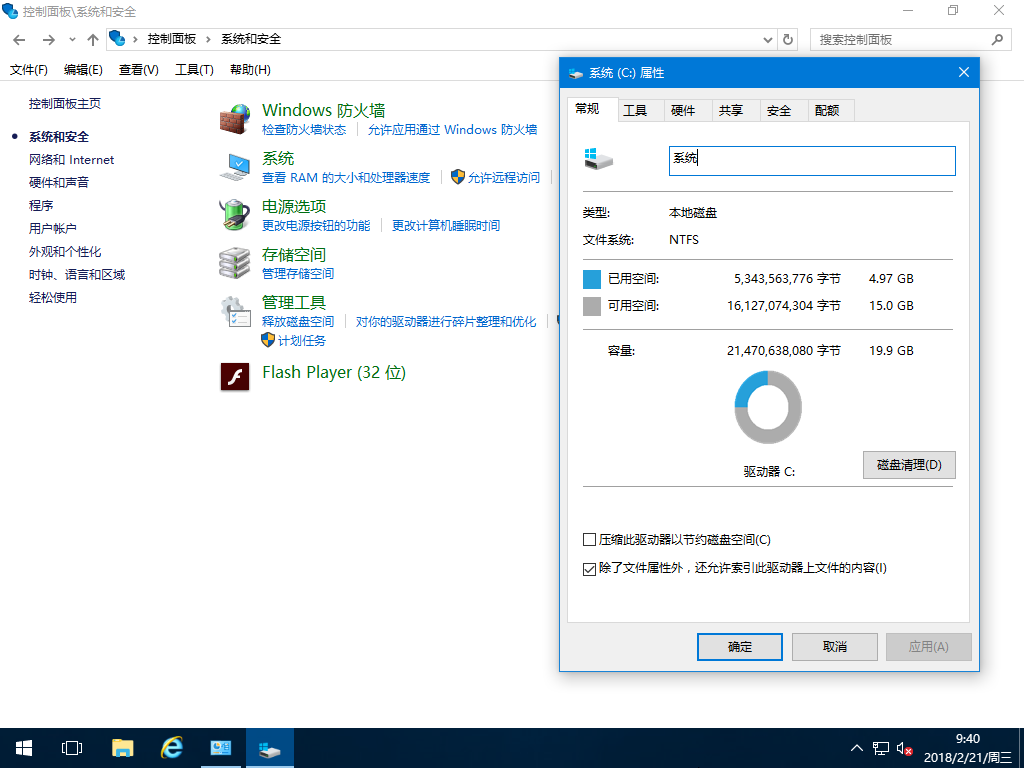 控制面板\系统和安全
控制面板 系统和安全
搜索控制面板
文件(F) 编辑(E) 查看(V) 工具(T) 帮助(H)
控制面板主页
系统和安全
网络和 Internet
硬件和声音
程序
用户帐户
外观和个性化
时钟、语言和区域
轻松使用
Windows 防火墙
检查防火墙状态 允许应用通过 Windows 防火墙
系统
查看 RAM 的大小和处理器速度 允许远程访问
电源选项
更改电源按钮的功能 更改计算机睡眠时间
存储空间
管理存储空间
管理工具
释放磁盘空间 对你的驱动器进行碎片整理和优化
计划任务
Flash Player (32 位)
系统 (C:) 属性
常规 工具 硬件 共享 安全 配额
系统
类型: 本地磁盘
文件系统: NTFS
已用空间: 5,343,563,776 字节 4.97 GB
可用空间: 16,127,074,304 字节 15.0 GB
容量: 21,470,638,080 字节 19.9 GB
驱动器 C:
磁盘清理(D)
压缩此驱动器以节约磁盘空间(C)
除了文件属性外，还允许索引此驱动器上文件的内容(I)
确定 取消 应用(A)
9:40
2018/2/21/周三